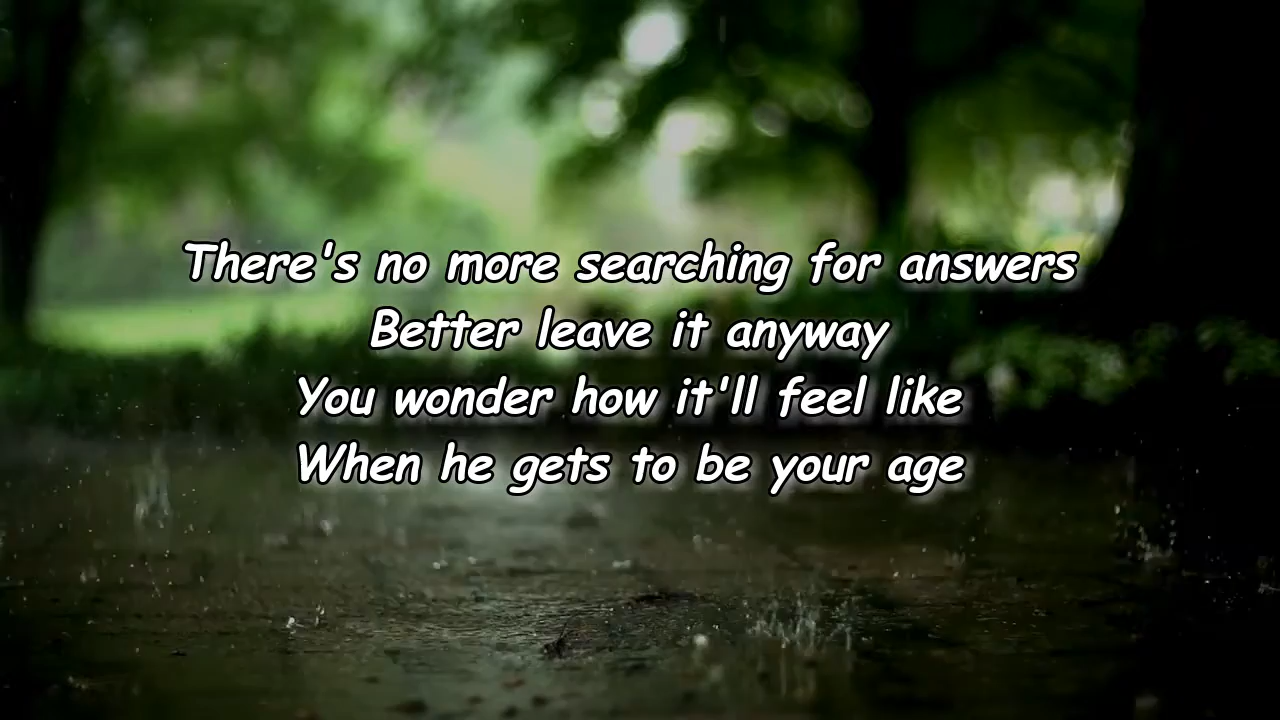 There's no more searching for answers
Better leave it anyway
You wonder how it'll feel like
When he gets to be your age